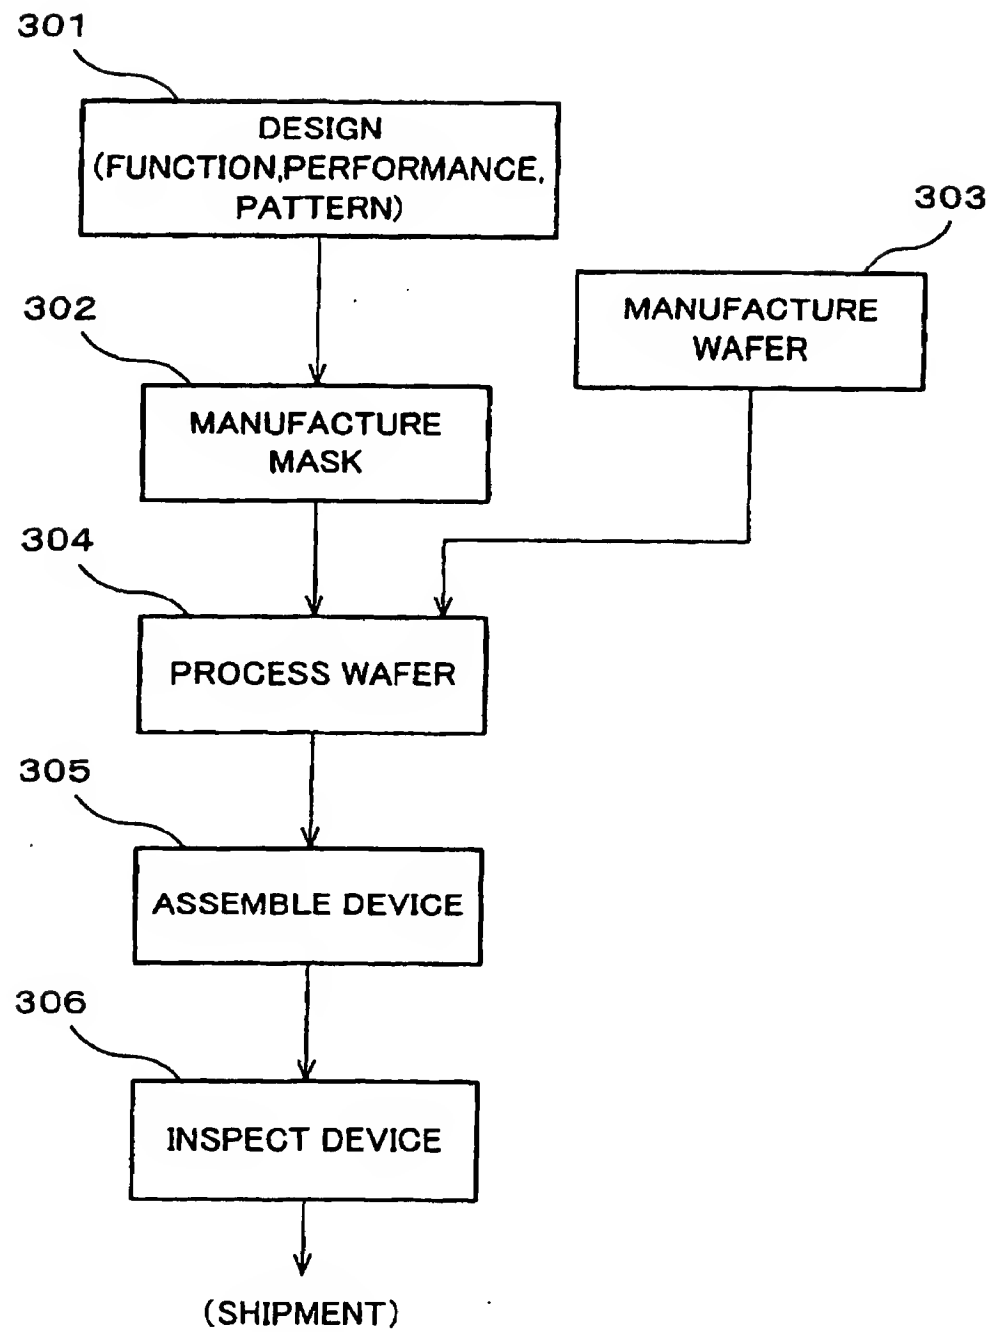 301
DESIGN
(FUNCTION,PERFORMANCE,
PATTERN)
303
MANUFACTURE
WAFER
302
MANUFACTURE
MASK
304
PROCESS WAFER
305
ASSEMBLE DEVICE
306
INSPECT DEVICE
(SHIPMENT)